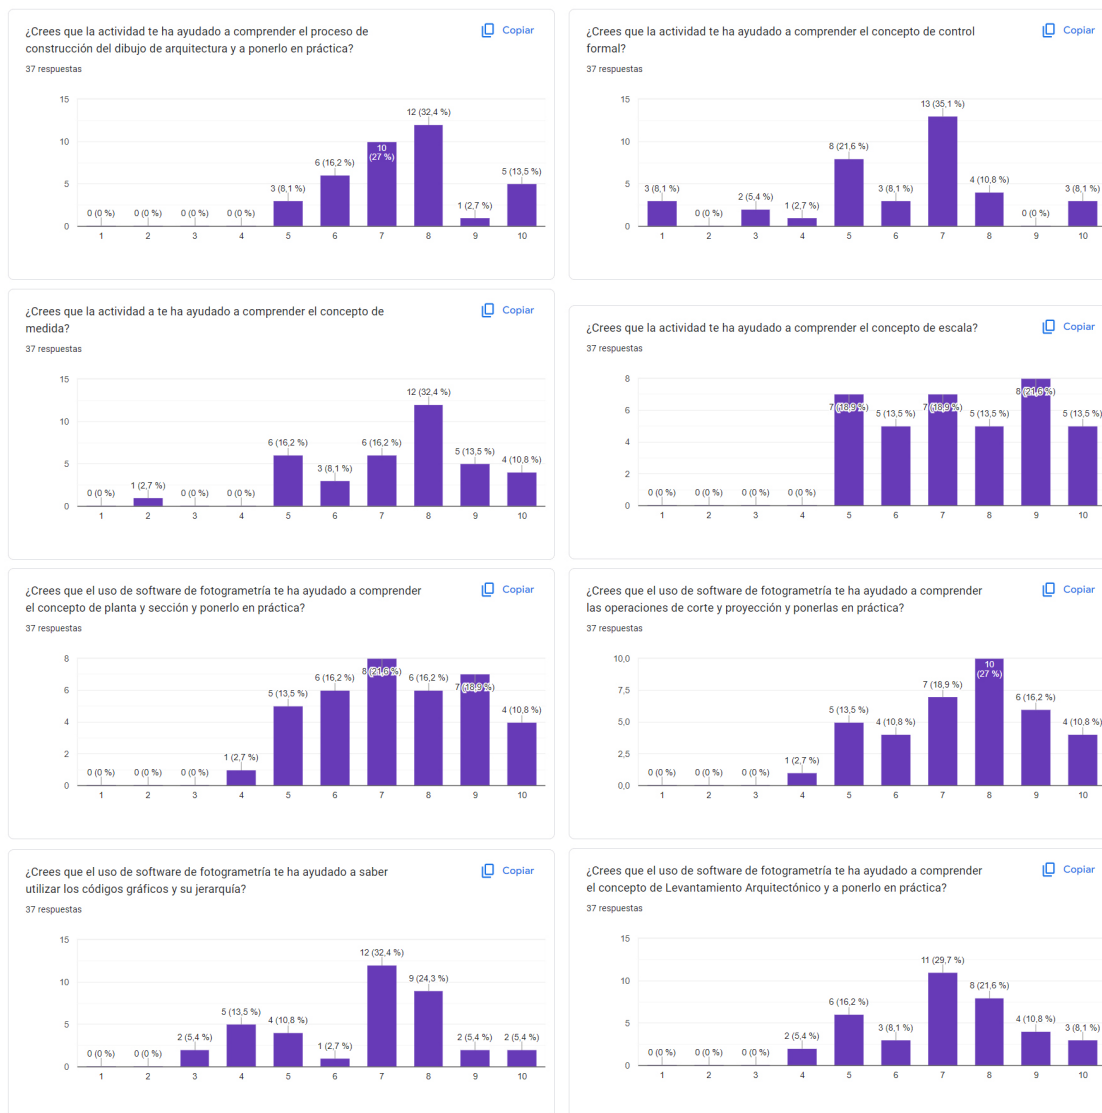 ¿Crees que la actividad te ha ayudado a comprender el proceso de
construcción del dibujo de arquitectura y a ponerlo en práctica?
Copiar
37 respuestas
15
10
5
0
0 (0 %) 0 (0 %) 0 (0 %) 0 (0 %) 3 (8,1 %) 6 (16,2 %) 10 (27 %) 12 (32,4 %) 1 (2,7 %) 5 (13,5 %)
1 2 3 4 5 6 7 8 9 10
¿Crees que la actividad te ha ayudado a comprender el concepto de control
formal?
Copiar
37 respuestas
15
10
5
0
3 (8,1 %) 0 (0 %) 2 (5,4 %) 1 (2,7 %) 8 (21,6 %) 3 (8,1 %) 13 (35,1 %) 4 (10,8 %) 0 (0 %) 3 (8,1 %)
1 2 3 4 5 6 7 8 9 10
¿Crees que la actividad a te ha ayudado a comprender el concepto de
medida?
Copiar
37 respuestas
15
10
5
0
0 (0 %) 1 (2,7 %) 0 (0 %) 0 (0 %) 6 (16,2 %) 3 (8,1 %) 6 (16,2 %) 12 (32,4 %) 5 (13,5 %) 4 (10,8 %)
1 2 3 4 5 6 7 8 9 10
¿Crees que la actividad te ha ayudado a comprender el concepto de escala?
Copiar
37 respuestas
8
6
4
2
0
0 (0 %) 0 (0 %) 0 (0 %) 0 (0 %) 7 (18,9 %) 5 (13,5 %) 7 (18,9 %) 5 (13,5 %) 8 (21,6 %) 5 (13,5 %)
1 2 3 4 5 6 7 8 9 10
¿Crees que el uso de software de fotogrametría te ha ayudado a comprender
el concepto de planta y sección y ponerlo en práctica?
Copiar
37 respuestas
8
6
4
2
0
0 (0 %) 0 (0 %) 0 (0 %) 1 (2,7 %) 5 (13,5 %) 6 (16,2 %) 8 (21,6 %) 6 (16,2 %) 7 (18,9 %) 4 (10,8 %)
1 2 3 4 5 6 7 8 9 10
¿Crees que el uso de software de fotogrametría te ha ayudado a comprender
las operaciones de corte y proyección y ponerlas en práctica?
Copiar
37 respuestas
10,0
7,5
5,0
2,5
0,0
0 (0 %) 0 (0 %) 0 (0 %) 1 (2,7 %) 5 (13,5 %) 4 (10,8 %) 7 (18,9 %) 10 (27 %) 6 (16,2 %) 4 (10,8 %)
1 2 3 4 5 6 7 8 9 10
¿Crees que el uso de software de fotogrametría te ha ayudado a saber
utilizar los códigos gráficos y su jerarquía?
Copiar
37 respuestas
15
10
5
0
0 (0 %) 0 (0 %) 2 (5,4 %) 5 (13,5 %) 4 (10,8 %) 1 (2,7 %) 12 (32,4 %) 9 (24,3 %) 2 (5,4 %) 2 (5,4 %)
1 2 3 4 5 6 7 8 9 10
¿Crees que el uso de software de fotogrametría te ha ayudado a comprender
el concepto de Levantamiento Arquitectónico y a ponerlo en práctica?
Copiar
37 respuestas
15
10
5
0
0 (0 %) 0 (0 %) 0 (0 %) 2 (5,4 %) 6 (16,2 %) 3 (8,1 %) 11 (29,7 %) 8 (21,6 %) 4 (10,8 %) 3 (8,1 %)
1 2 3 4 5 6 7 8 9 10